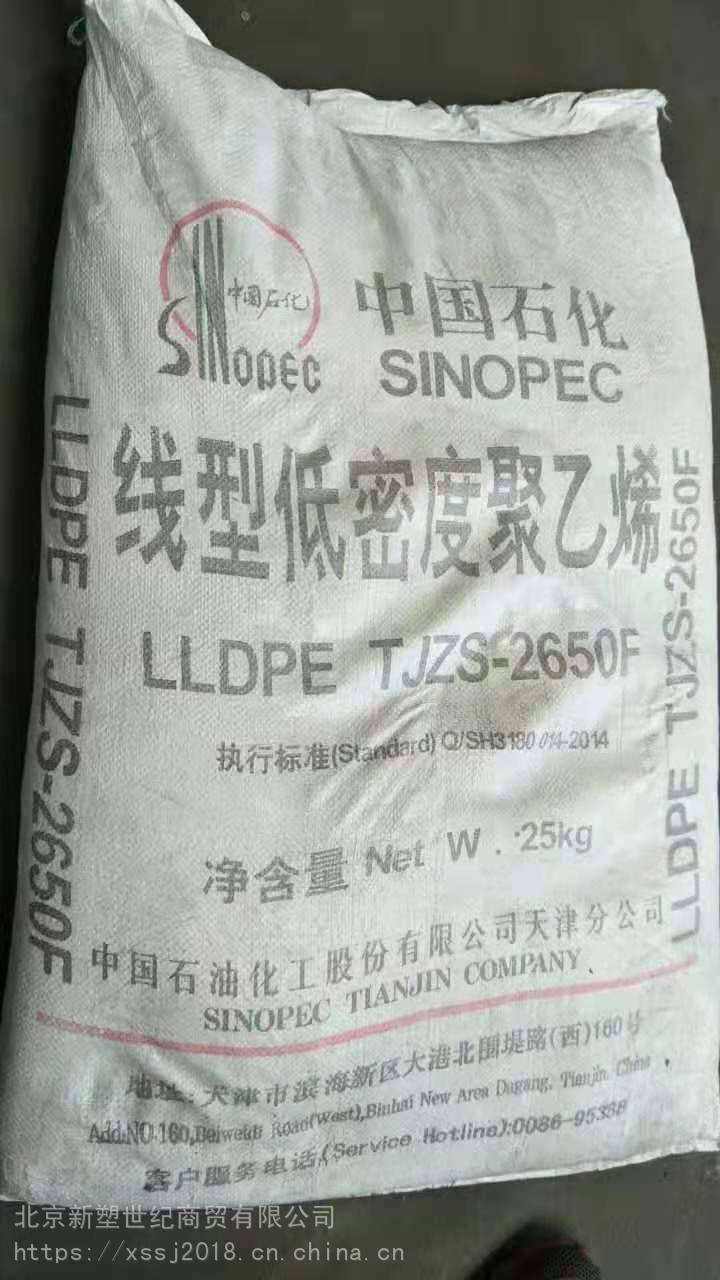 中国石化
SINOPEC
中国石化
SINOPEC
线型低密度聚乙烯
LLDPE TJZS-2650F
LLDPE TJZS-2650F
LLDPE TJZS-2650F
执行标准(Standard) Q/SH3180 014-2014
净含量 Net W. 25kg
中国石油化工股份有限公司天津分公司
SINOPEC TIANJIN COMPANY
地址:天津市滨海新区大港北围堤路(西)160号
Add:NO.160,Beiweidi Road(West),Binhai New Area Dagang, Tianjin, China
客户服务电话(Service Hotline):0086-95388
北京新塑世纪商贸有限公司
https://xssj2018.cn.china.cn